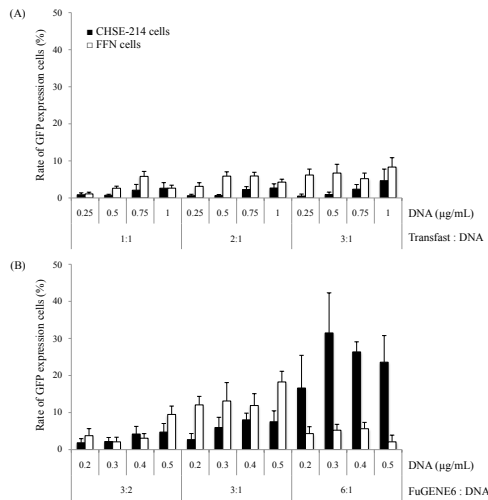 (A)
Rate of GFP expression cells (%)
50
40
30
20
10
0
CHSE-214 cells
FFN cells
0.25 0.5 0.75 1 0.25 0.5 0.75 1 0.25 0.5 0.75 1 DNA (µg/mL)
1:1 2:1 3:1 Transfast : DNA
(B)
Rate of GFP expression cells (%)
50
40
30
20
10
0
0.2 0.3 0.4 0.5 0.2 0.3 0.4 0.5 0.2 0.3 0.4 0.5 DNA (µg/mL)
3:2 3:1 6:1 FuGENE6 : DNA